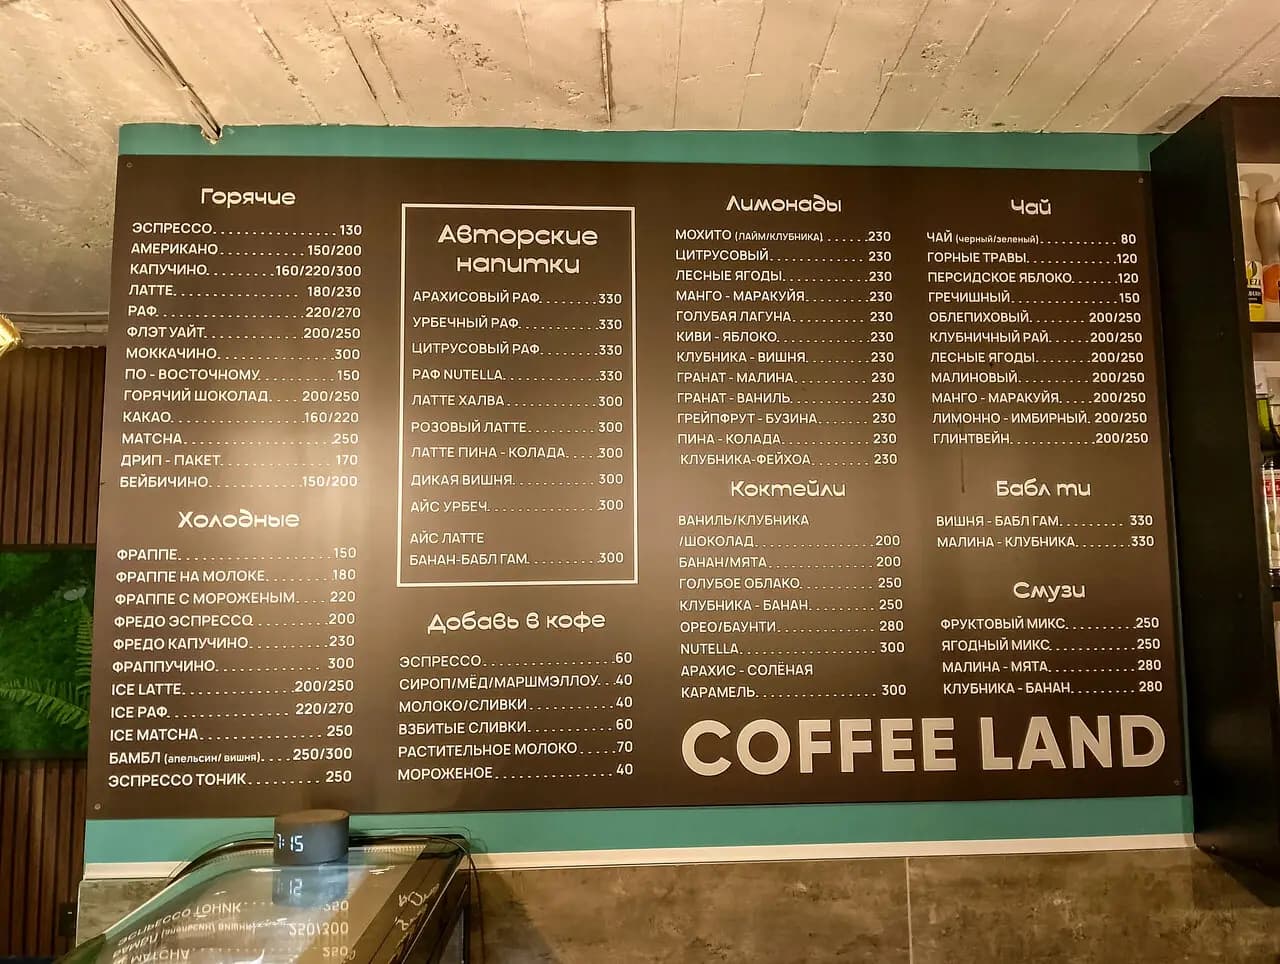 Горячие
ЭСПРЕССО 130
АМЕРИКАНО 150/200
КАПУЧИНО 160/220/300
ЛАТТЕ 180/230
РАФ 220/270
ФЛЭТ УАЙТ 200/250
МОККАЧИНО 300
ПО - ВОСТОЧНОМУ 150
ГОРЯЧИЙ ШОКОЛАД 200/250
КАКАО 160/220
МАТCHA 250
ДРИП - ПАКЕТ 170
БЕЙБИЧИНО 150/200
Холодные
ФРАППЕ 150
ФРАППЕ НА МОЛОКЕ 180
ФРАППЕ С МОРОЖЕНЫМ 220
ФРЕДО ЭСПРЕССО 200
ФРЕДО КАПУЧИНО 230
ФРАППУЧИНО 300
ICE LATTE 200/250
ICE РАФ 220/270
ICE MATCHA 250
БАМБЛ (апельсин/ вишня) 250/300
ЭСПРЕССО ТОНИК 250
Авторские
напитки
АРАХИСОВЫЙ РАФ 330
УРБЕЧНЫЙ РАФ 330
ЦИТРУСОВЫЙ РАФ 330
РАФ NUTELLA 330
ЛАТТЕ ХАЛВА 300
РОЗОВЫЙ ЛАТТЕ 300
ЛАТТЕ ПИНА - КОЛАДА 300
ДИКАЯ ВИШНЯ 300
АЙС УРБЕЧ 300
АЙС ЛАТТЕ
БАНАН-БАБЛ ГАМ 300
Добавь в кофе
ЭСПРЕССО 60
СИРОП/МЁД/МАРШМЭЛЛОУ 40
МОЛОКО/СЛИВКИ 40
ВЗБИТЫЕ СЛИВКИ 60
РАСТИТЕЛЬНОЕ МОЛОКО 70
МОРОЖЕНОЕ 40
Лимонады
МОХИТО (ЛАЙМ/КЛУБНИКА) 230
ЦИТРУСОВЫЙ 230
ЛЕСНЫЕ ЯГОДЫ 230
МАНГО - МАРАКУЙЯ 230
ГОЛУБАЯ ЛАГУНА 230
КИВИ - ЯБЛОКО 230
КЛУБНИКА - ВИШНЯ 230
ГРАНАТ - МАЛИНА 230
ГРАНАТ - ВАНИЛЬ 230
ГРЕЙПФРУТ - БУЗИНА 230
ПИНА - КОЛАДА 230
КЛУБНИКА-ФЕЙХОА 230
Коктейли
ВАНИЛЬ/КЛУБНИКА
/ШОКОЛАД 200
БАНАН/МЯТА 200
ГОЛУБОЕ ОБЛАКО 250
КЛУБНИКА - БАНАН 250
ОРЕО/БАУНТИ 280
NUTELLA 300
АРАХИС - СОЛЁНАЯ
КАРАМЕЛЬ 300
Чай
ЧАЙ (черный/зеленый) 80
ГОРНЫЕ ТРАВЫ 120
ПЕРСИДСКОЕ ЯБЛОКО 120
ГРЕЧИШНЫЙ 150
ОБЛЕПИХОВЫЙ 200/250
КЛУБНИЧНЫЙ РАЙ 200/250
ЛЕСНЫЕ ЯГОДЫ 200/250
МАЛИНОВЫЙ 200/250
МАНГО - МАРАКУЙЯ 200/250
ЛИМОННО - ИМБИРНЫЙ 200/250
ГЛИНТВЕЙН 200/250
Бабл ти
ВИШНЯ - БАБЛ ГАМ 330
МАЛИНА - КЛУБНИКА 330
Смузи
ФРУКТОВЫЙ МИКС 250
ЯГОДНЫЙ МИКС 250
МАЛИНА - МЯТА 280
КЛУБНИКА - БАНАН 280
COFFEE LAND
7:15